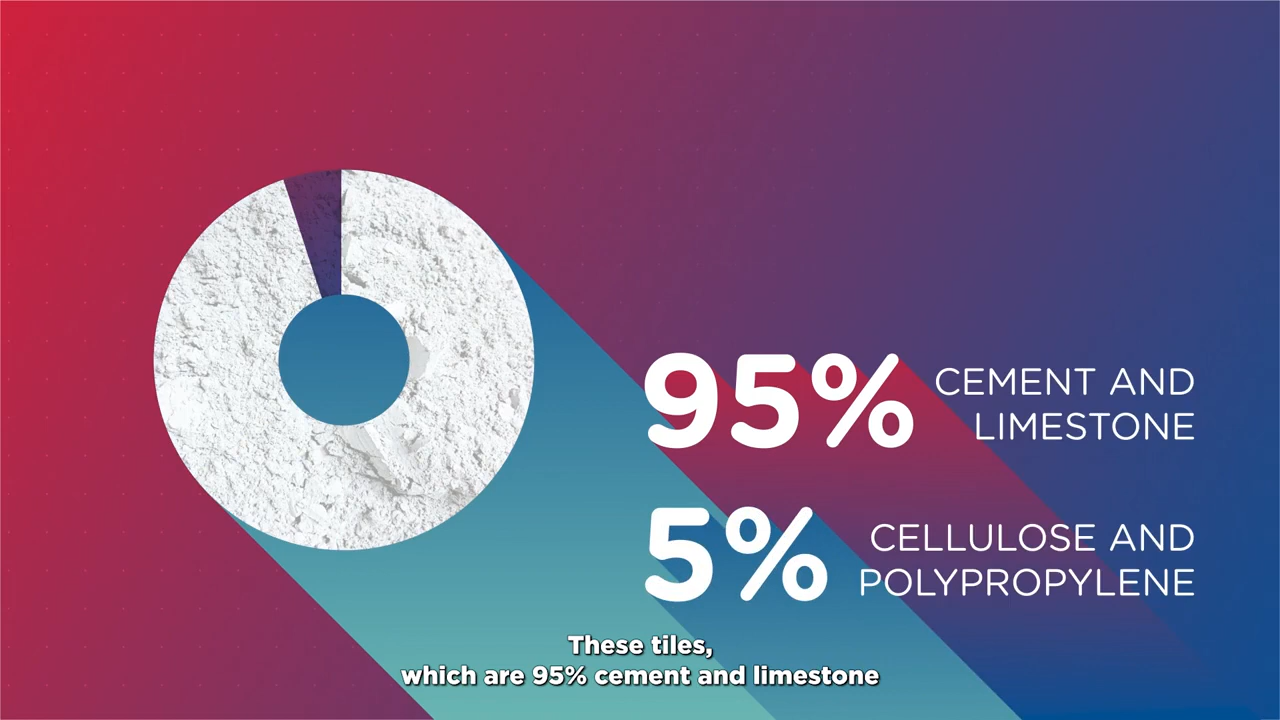 95% CEMENT AND
LIMESTONE
5% CELLULOSE AND
POLYPROPYLENE
These tiles,
which are 95% cement and limestone